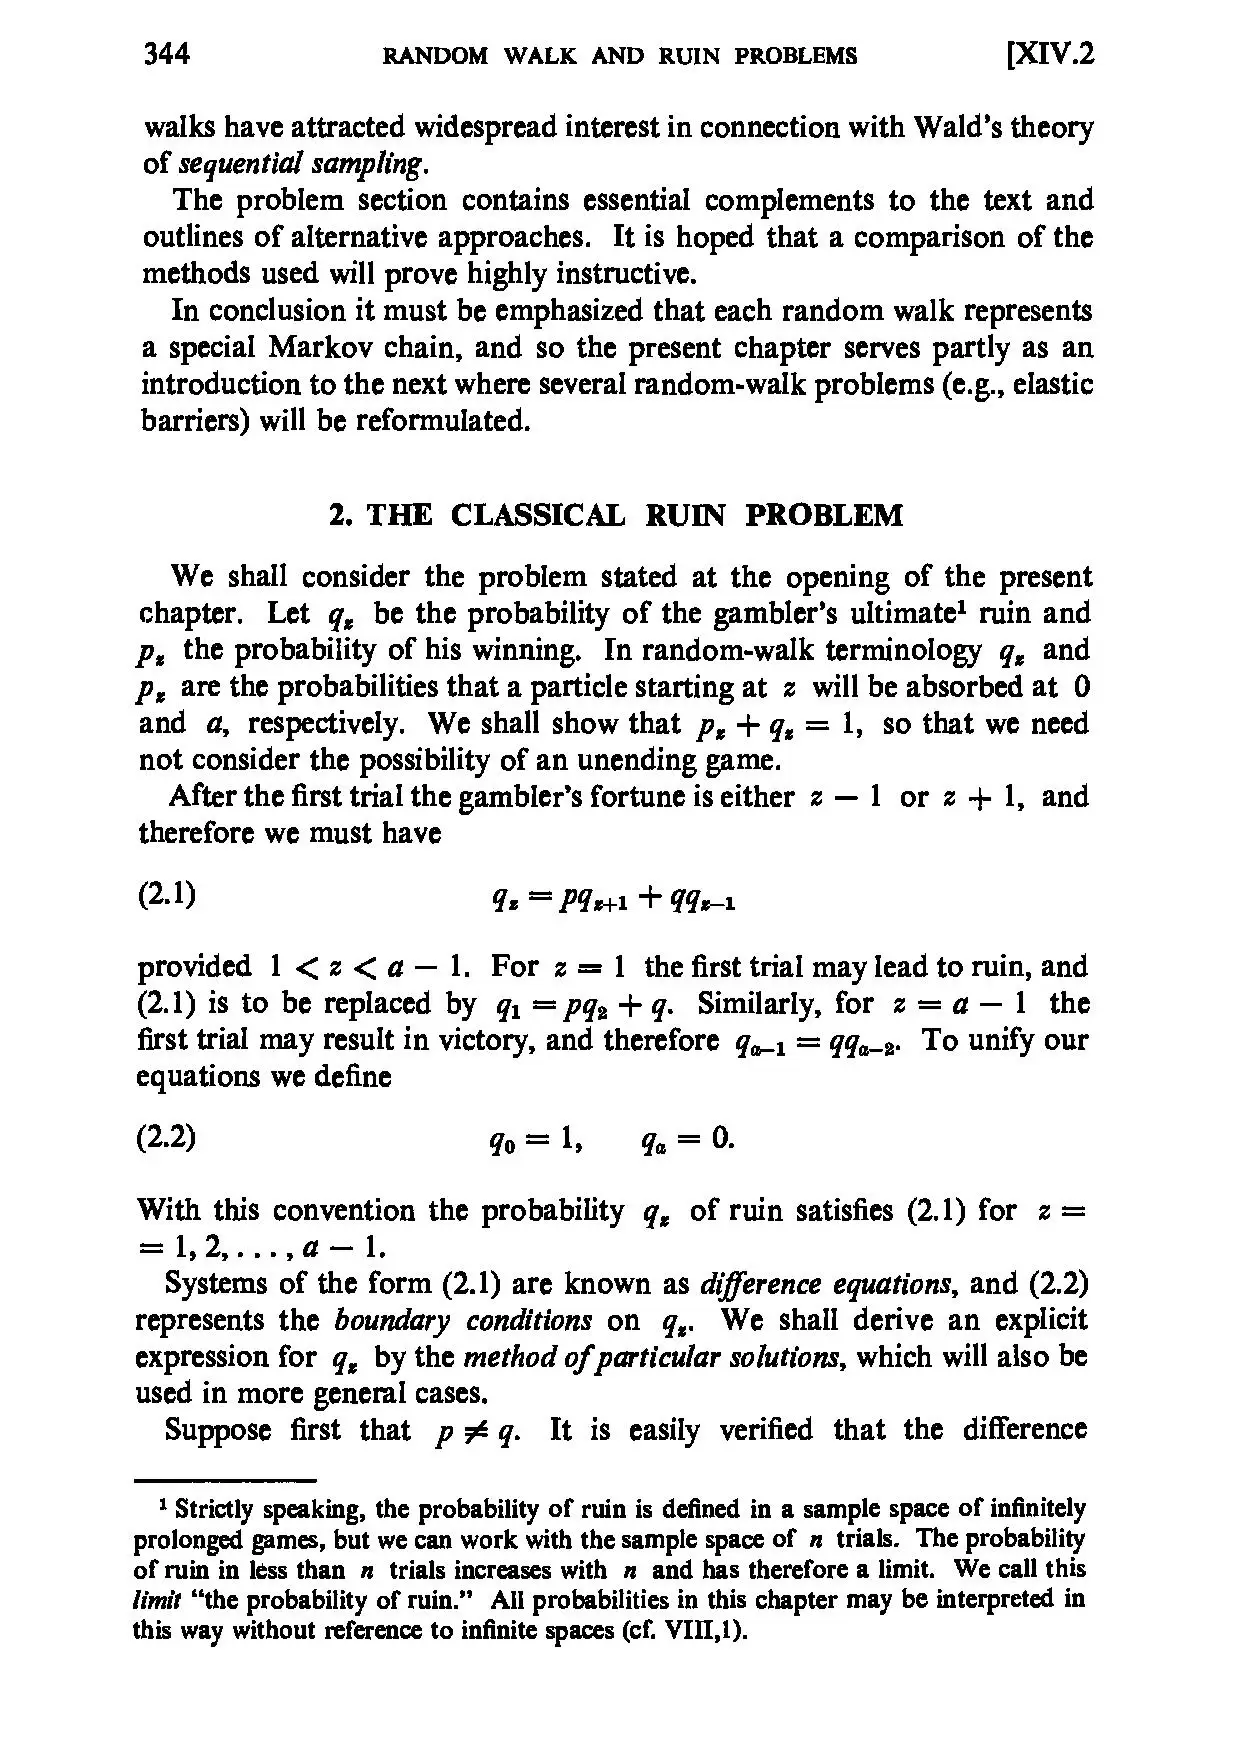 344 RANDOM WALK AND RUIN PROBLEMS [XIV.2
walks have attracted widespread interest in connection with Wald's theory
of sequential sampling.
The problem section contains essential complements to the text and
outlines of alternative approaches. It is hoped that a comparison of the
methods used will prove highly instructive.
In conclusion it must be emphasized that each random walk represents
a special Markov chain, and so the present chapter serves partly as an
introduction to the next where several random-walk problems (e.g., elastic
barriers) will be reformulated.
2. THE CLASSICAL RUIN PROBLEM
We shall consider the problem stated at the opening of the present
chapter. Let q_z be the probability of the gambler's ultimate¹ ruin and
p_z the probability of his winning. In random-walk terminology q_z and
p_z are the probabilities that a particle starting at z will be absorbed at 0
and a, respectively. We shall show that p_z + q_z = 1, so that we need
not consider the possibility of an unending game.
After the first trial the gambler's fortune is either z − 1 or z + 1, and
therefore we must have
(2.1) q_z = pq_{z+1} + qq_{z−1}
provided 1 < z < a − 1. For z = 1 the first trial may lead to ruin, and
(2.1) is to be replaced by q₁ = pq₂ + q. Similarly, for z = a − 1 the
first trial may result in victory, and therefore q_{a−1} = qq_{a−2}. To unify our
equations we define
(2.2) q₀ = 1, q_a = 0.
With this convention the probability q_z of ruin satisfies (2.1) for z =
= 1, 2, . . . , a − 1.
Systems of the form (2.1) are known as difference equations, and (2.2)
represents the boundary conditions on q_z. We shall derive an explicit
expression for q_z by the method of particular solutions, which will also be
used in more general cases.
Suppose first that p ≠ q. It is easily verified that the difference
¹ Strictly speaking, the probability of ruin is defined in a sample space of infinitely
prolonged games, but we can work with the sample space of n trials. The probability
of ruin in less than n trials increases with n and has therefore a limit. We call this
limit "the probability of ruin." All probabilities in this chapter may be interpreted in
this way without reference to infinite spaces (cf. VIII,1).